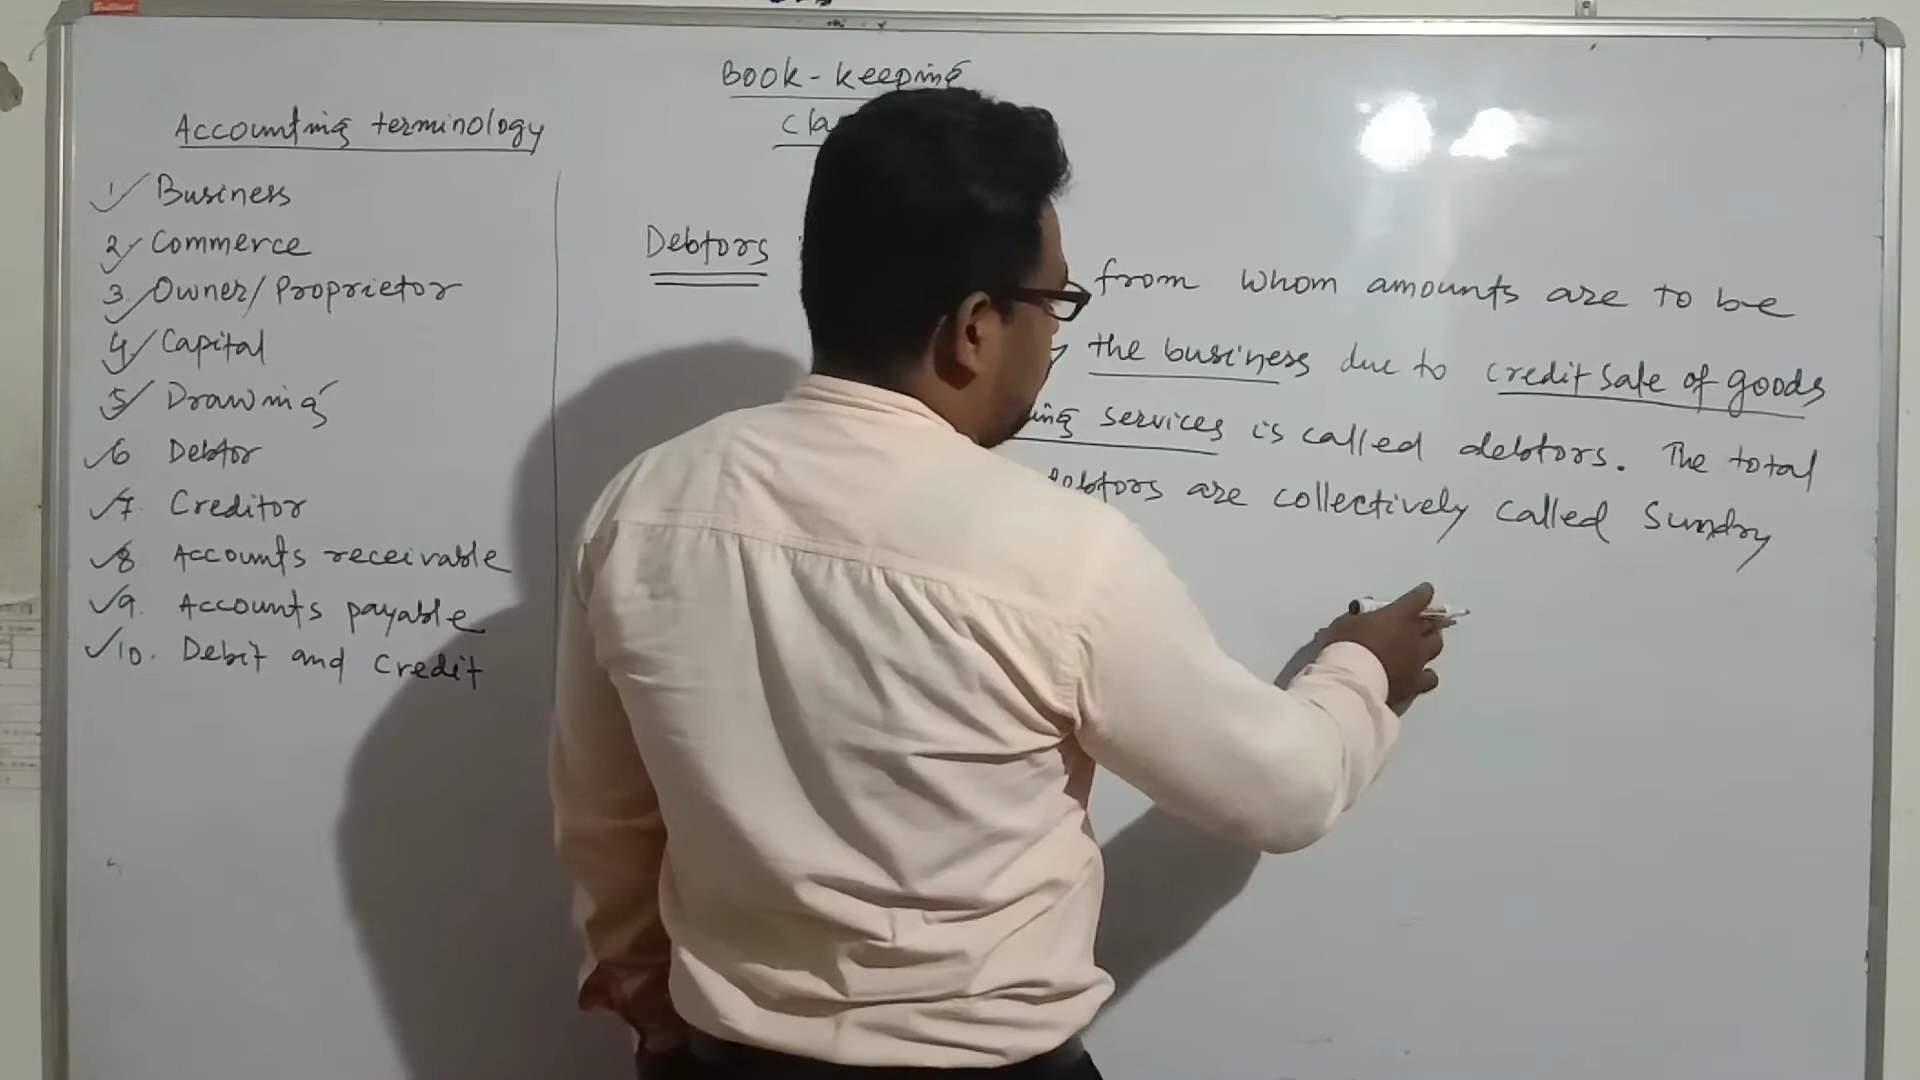 Book-keeping
Accounting terminology
1 Business
2 Commerce
3. Owner/Proprietor
4 Capital
5 Drawing
6 Debtor
7. Creditor
8 Accounts receivable
9. Accounts payable
10. Debit and Credit
Debtors
from whom amounts are to be
the business due to credit sale of goods
services is called debtors. The total
debtors are collectively called Sundry